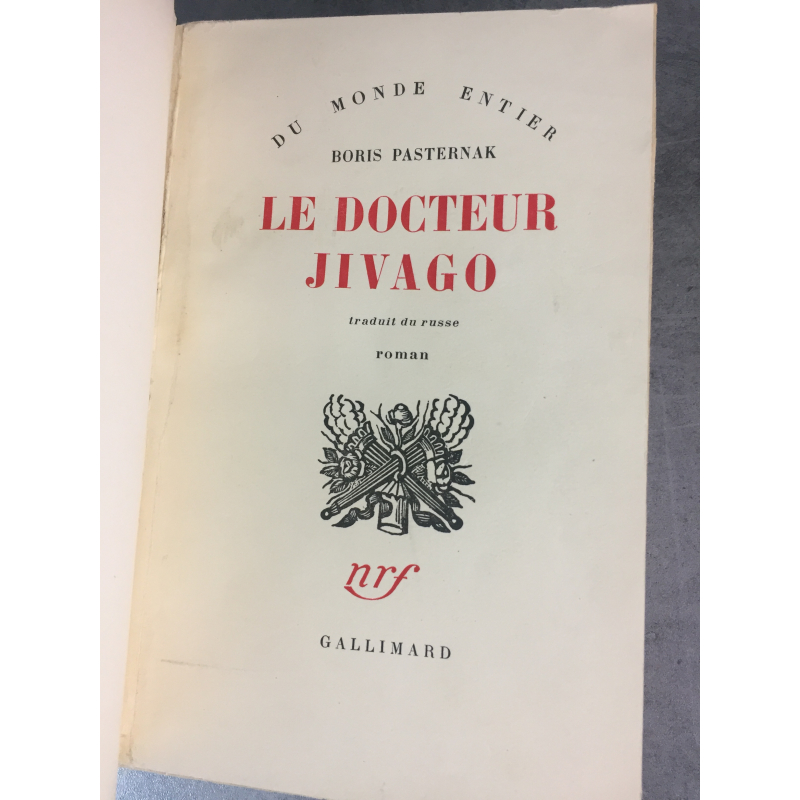 DU MONDE ENTIER
BORIS PASTERNAK
LE DOCTEUR
JIVAGO
traduit du russe
roman
nrf
GALLIMARD